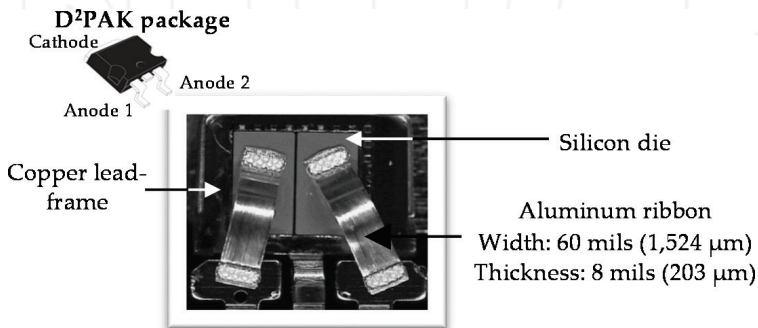 D²PAK package
Cathode
Anode 2
Anode 1
Silicon die
Copper lead-
frame
Aluminum ribbon
Width: 60 mils (1,524 µm)
Thickness: 8 mils (203 µm)